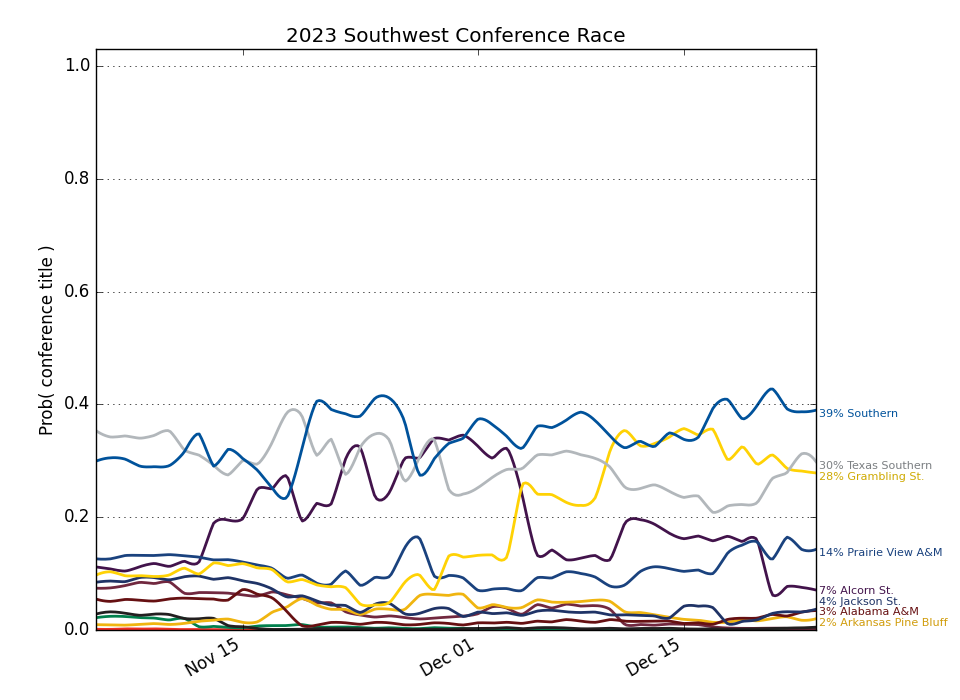 2023 Southwest Conference Race
Prob( conference title )
1.0
0.8
0.6
0.4
0.2
0.0
Nov 15
Dec 01
Dec 15
39% Southern
30% Texas Southern
28% Grambling St.
14% Prairie View A&M
7% Alcorn St.
4% Jackson St.
3% Alabama A&M
2% Arkansas Pine Bluff